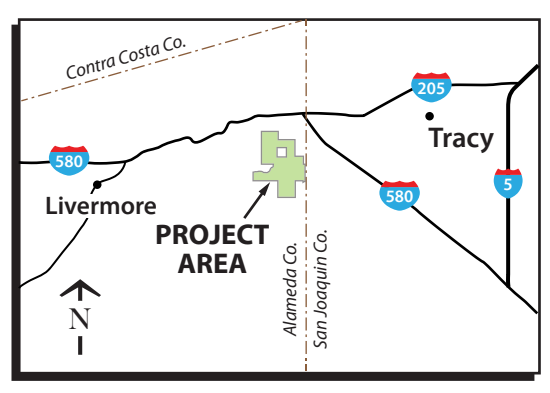 Contra Costa Co.
205
Tracy
580
Livermore
580
5
PROJECT
AREA
Alameda Co.
San Joaquin Co.
N